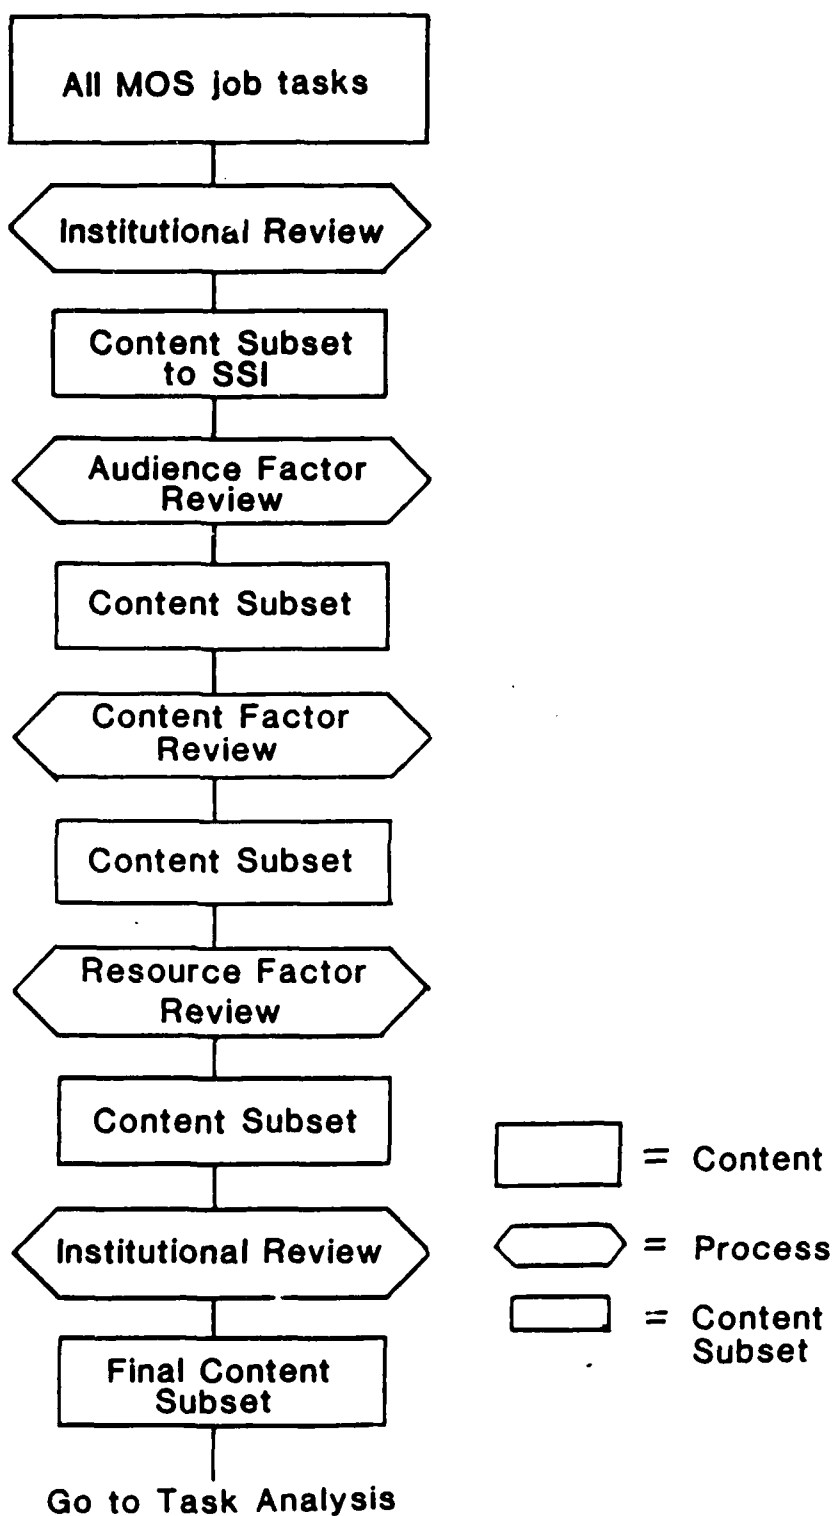 All MOS job tasks
Institutional Review
Content Subset
to SSI
Audience Factor
Review
Content Subset
Content Factor
Review
Content Subset
Resource Factor
Review
Content Subset
Institutional Review
Final Content
Subset
Go to Task Analysis
= Content
= Process
= Content
Subset